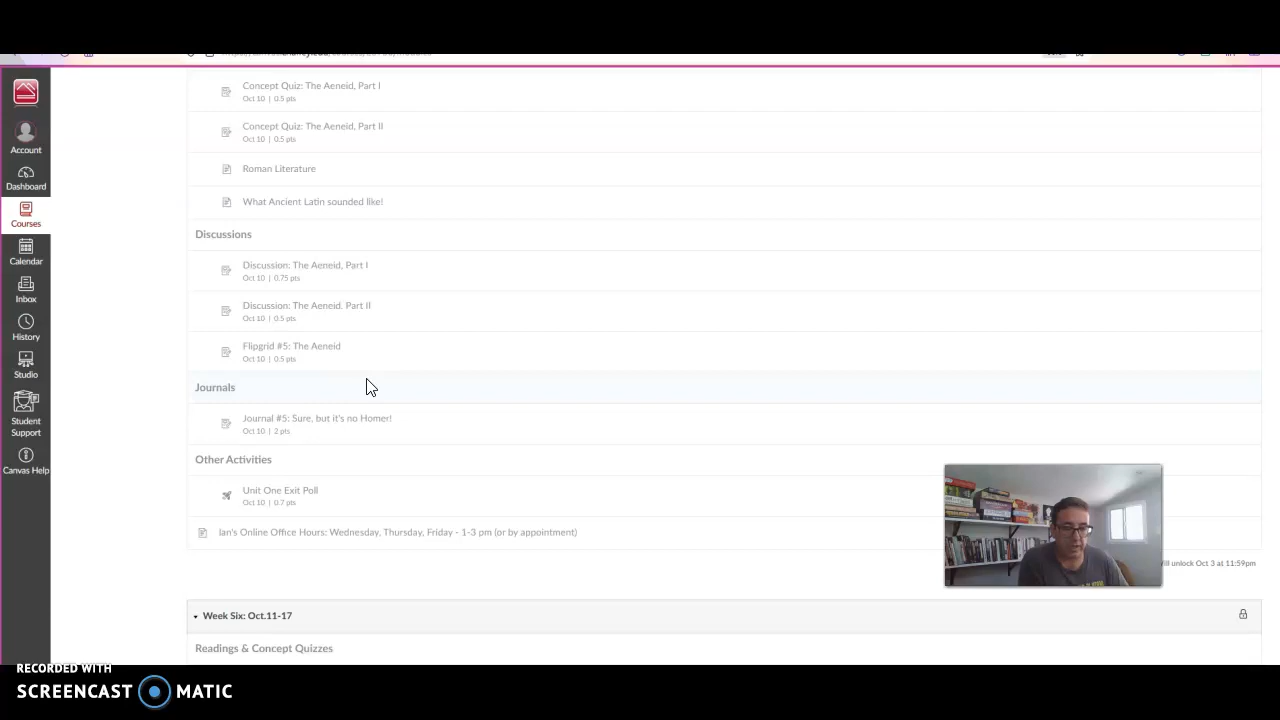 Account
Dashboard
Courses
Calendar
Inbox
History
Studio
Student
Support
Canvas Help
Concept Quiz: The Aeneid, Part I
Oct 10 | 0.5 pts
Concept Quiz: The Aeneid, Part II
Oct 10 | 0.5 pts
Roman Literature
What Ancient Latin sounded like!
Discussions
Discussion: The Aeneid, Part I
Oct 10 | 0.75 pts
Discussion: The Aeneid. Part II
Oct 10 | 0.5 pts
Flipgrid #5: The Aeneid
Oct 10 | 0.5 pts
Journals
Journal #5: Sure, but it's no Homer!
Oct 10 | 2 pts
Other Activities
Unit One Exit Poll
Oct 10 | 0.7 pts
Ian's Online Office Hours: Wednesday, Thursday, Friday - 1-3 pm (or by appointment)
unlock Oct 3 at 11:59pm
Week Six: Oct.11-17
Readings & Concept Quizzes
RECORDED WITH
SCREENCAST MATIC